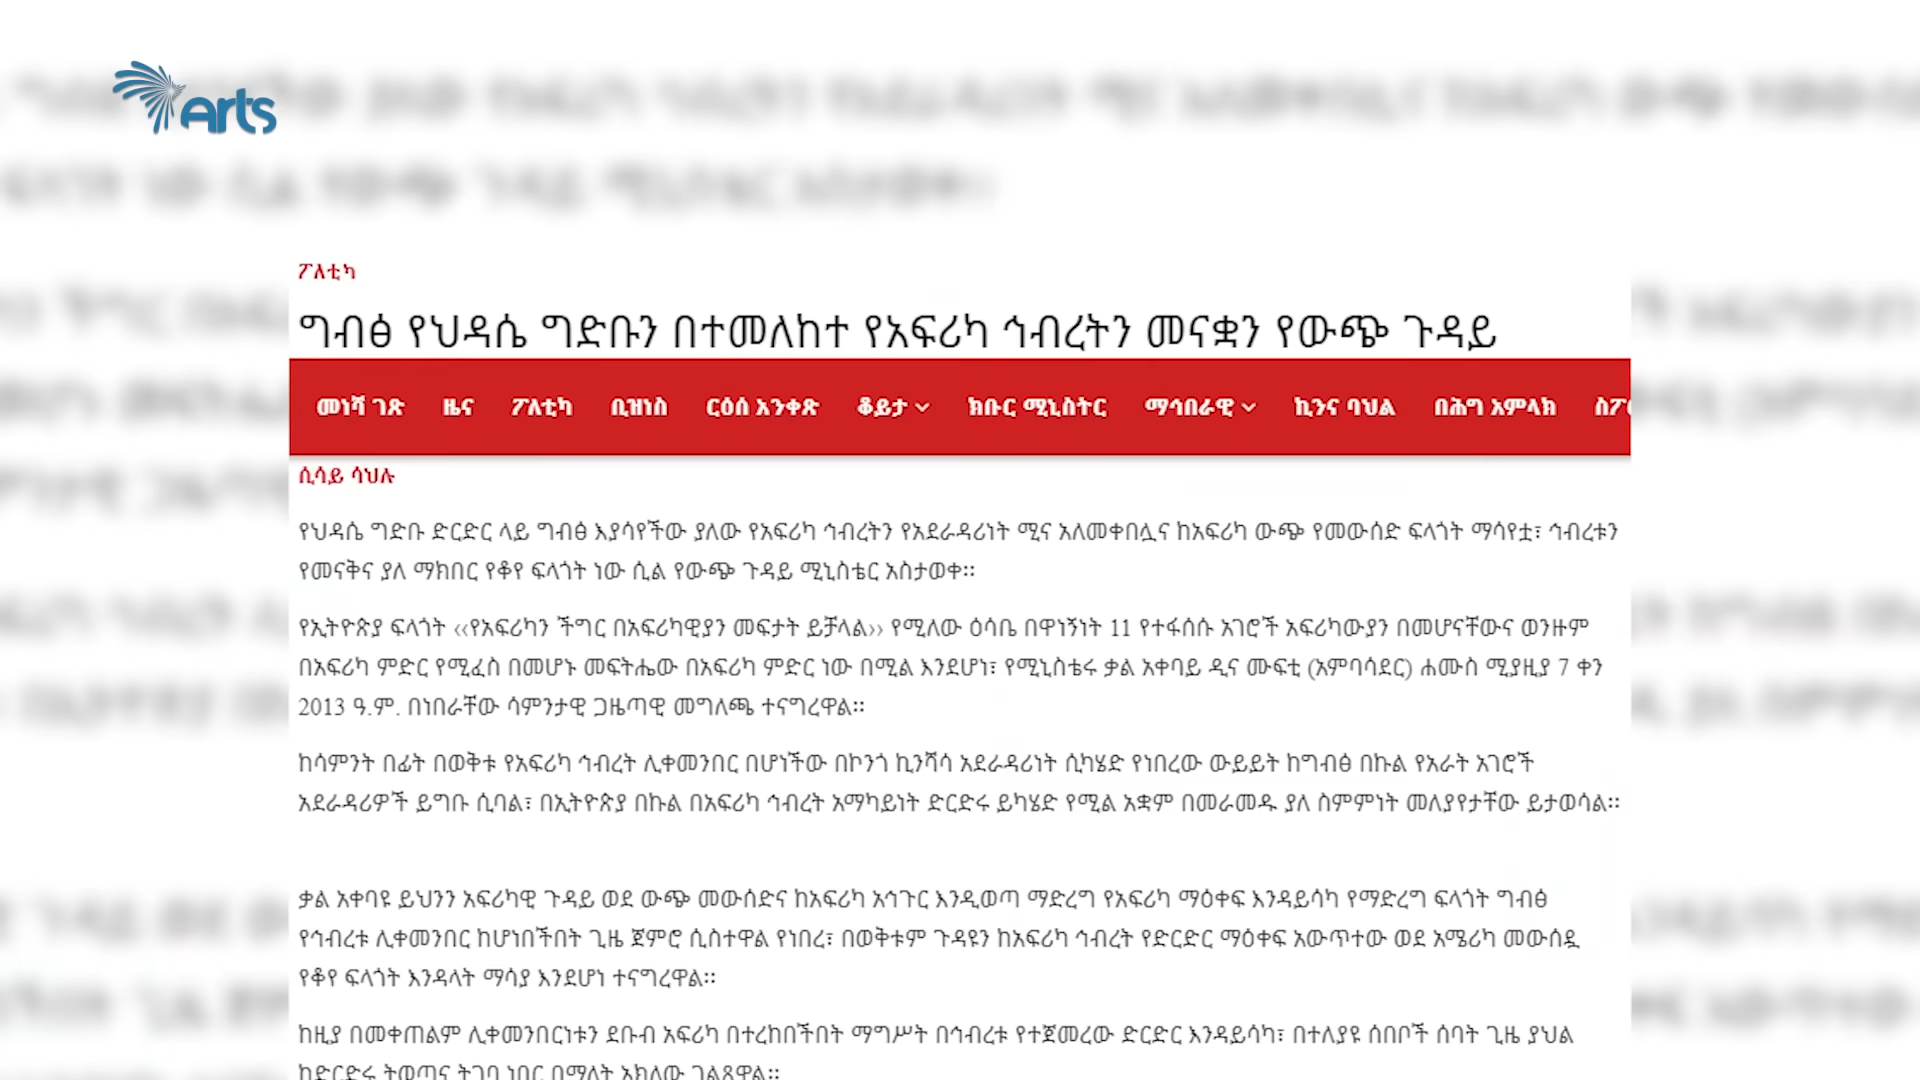 Arts
ፖለቲካ
ግብፅ የህዳሴ ግድቡን በተመለከተ የአፍሪካ ኅብረትን መናቋን የውጭ ጉዳይ
መነሻ ገጽ ዜና ፖለቲካ ቢዝነስ ርዕሰ አንቀጽ ቆይታ ክቡር ሚኒስትር ማኅበራዊ ኪንና ባህል በሕግ አምላክ
ሲሳይ ሳህሉ
የህዳሴ ግድቡ ድርድር ላይ ግብፅ እያሳየችው ያለው የአፍሪካ ኅብረትን የአደራዳሪነት ሚና አለመቀበሏና ከአፍሪካ ውጭ የመውሰድ ፍላጎት ማሳየቷ፣ ኅብረቱን
የመናቅና ያለ ማክበር የቆየ ፍላጎት ነው ሲል የውጭ ጉዳይ ሚኒስቴር አስታወቀ፡፡
የኢትዮጵያ ፍላጎት ‹‹የአፍሪካን ችግር በአፍሪካዊያን መፍታት ይቻላል›› የሚለው ዕሳቤ በዋነኝነት 11 የተፋሰሱ አገሮች አፍሪካውያን በመሆናቸውና ወንዙም
በአፍሪካ ምድር የሚፈስ በመሆኑ መፍትሔው በአፍሪካ ምድር ነው በሚል እንደሆነ፣ የሚኒስቴሩ ቃል አቀባይ ዲና ሙፍቲ (አምባሳደር) ሐሙስ ሚያዚያ 7 ቀን
2013 ዓ.ም. በነበራቸው ሳምንታዊ ጋዜጣዊ መግለጫ ተናግረዋል፡፡
ከሳምንት በፊት በወቅቱ የአፍሪካ ኅብረት ሊቀመንበር በሆነችው በኮንጎ ኪንሻሳ አደራዳሪነት ሲካሄድ የነበረው ውይይት ከግብፅ በኩል የአራት አገሮች
አደራዳሪዎች ይግቡ ሲባል፣ በኢትዮጵያ በኩል በአፍሪካ ኅብረት አማካይነት ድርድሩ ይካሄድ የሚል አቋም በመራመዱ ያለ ስምምነት መለያየታቸው ይታወሳል፡፡
ቃል አቀባዩ ይህንን አፍሪካዊ ጉዳይ ወደ ውጭ መውሰድና ከአፍሪካ አኅጉር እንዲወጣ ማድረግ የአፍሪካ ማዕቀፍ እንዳይሳካ የማድረግ ፍላጎት ግብፅ
የኅብረቱ ሊቀመንበር ከሆነበችበት ጊዜ ጀምሮ ሲስተዋል የነበረ፣ በወቅቱም ጉዳዩን ከአፍሪካ ኅብረት የድርድር ማዕቀፍ አውጥተው ወደ አሜሪካ መውሰዷ
የቆየ ፍላጎት እንዳላት ማሳያ እንደሆነ ተናግረዋል፡፡
ከዚያ በመቀጠልም ሊቀመንበርነቱን ደቡብ አፍሪካ በተረከበችበት ማግሥት በኅብረቱ የተጀመረው ድርድር እንዳይሳካ፣ በተለያዩ ሰበቦች ሰባት ጊዜ ያህል
ከድርድሩ ትወጣና ትገባ ነበር በማለት አክለው ገልጸዋል፡፡